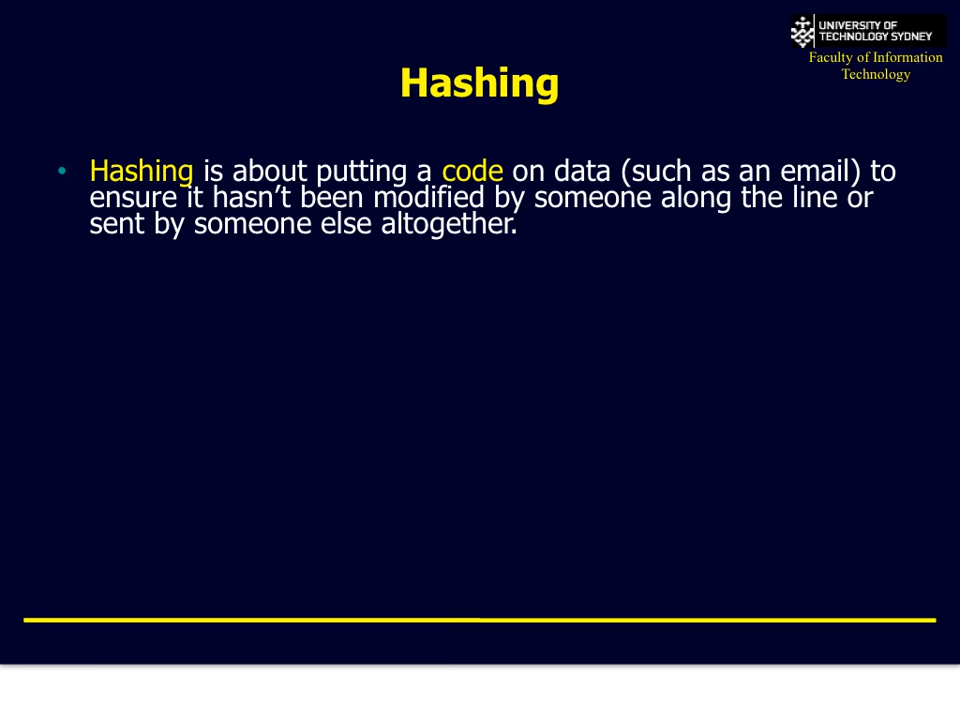 UNIVERSITY OF
TECHNOLOGY SYDNEY
Faculty of Information
Technology
Hashing
• Hashing is about putting a code on data (such as an email) to
ensure it hasn’t been modified by someone along the line or
sent by someone else altogether.